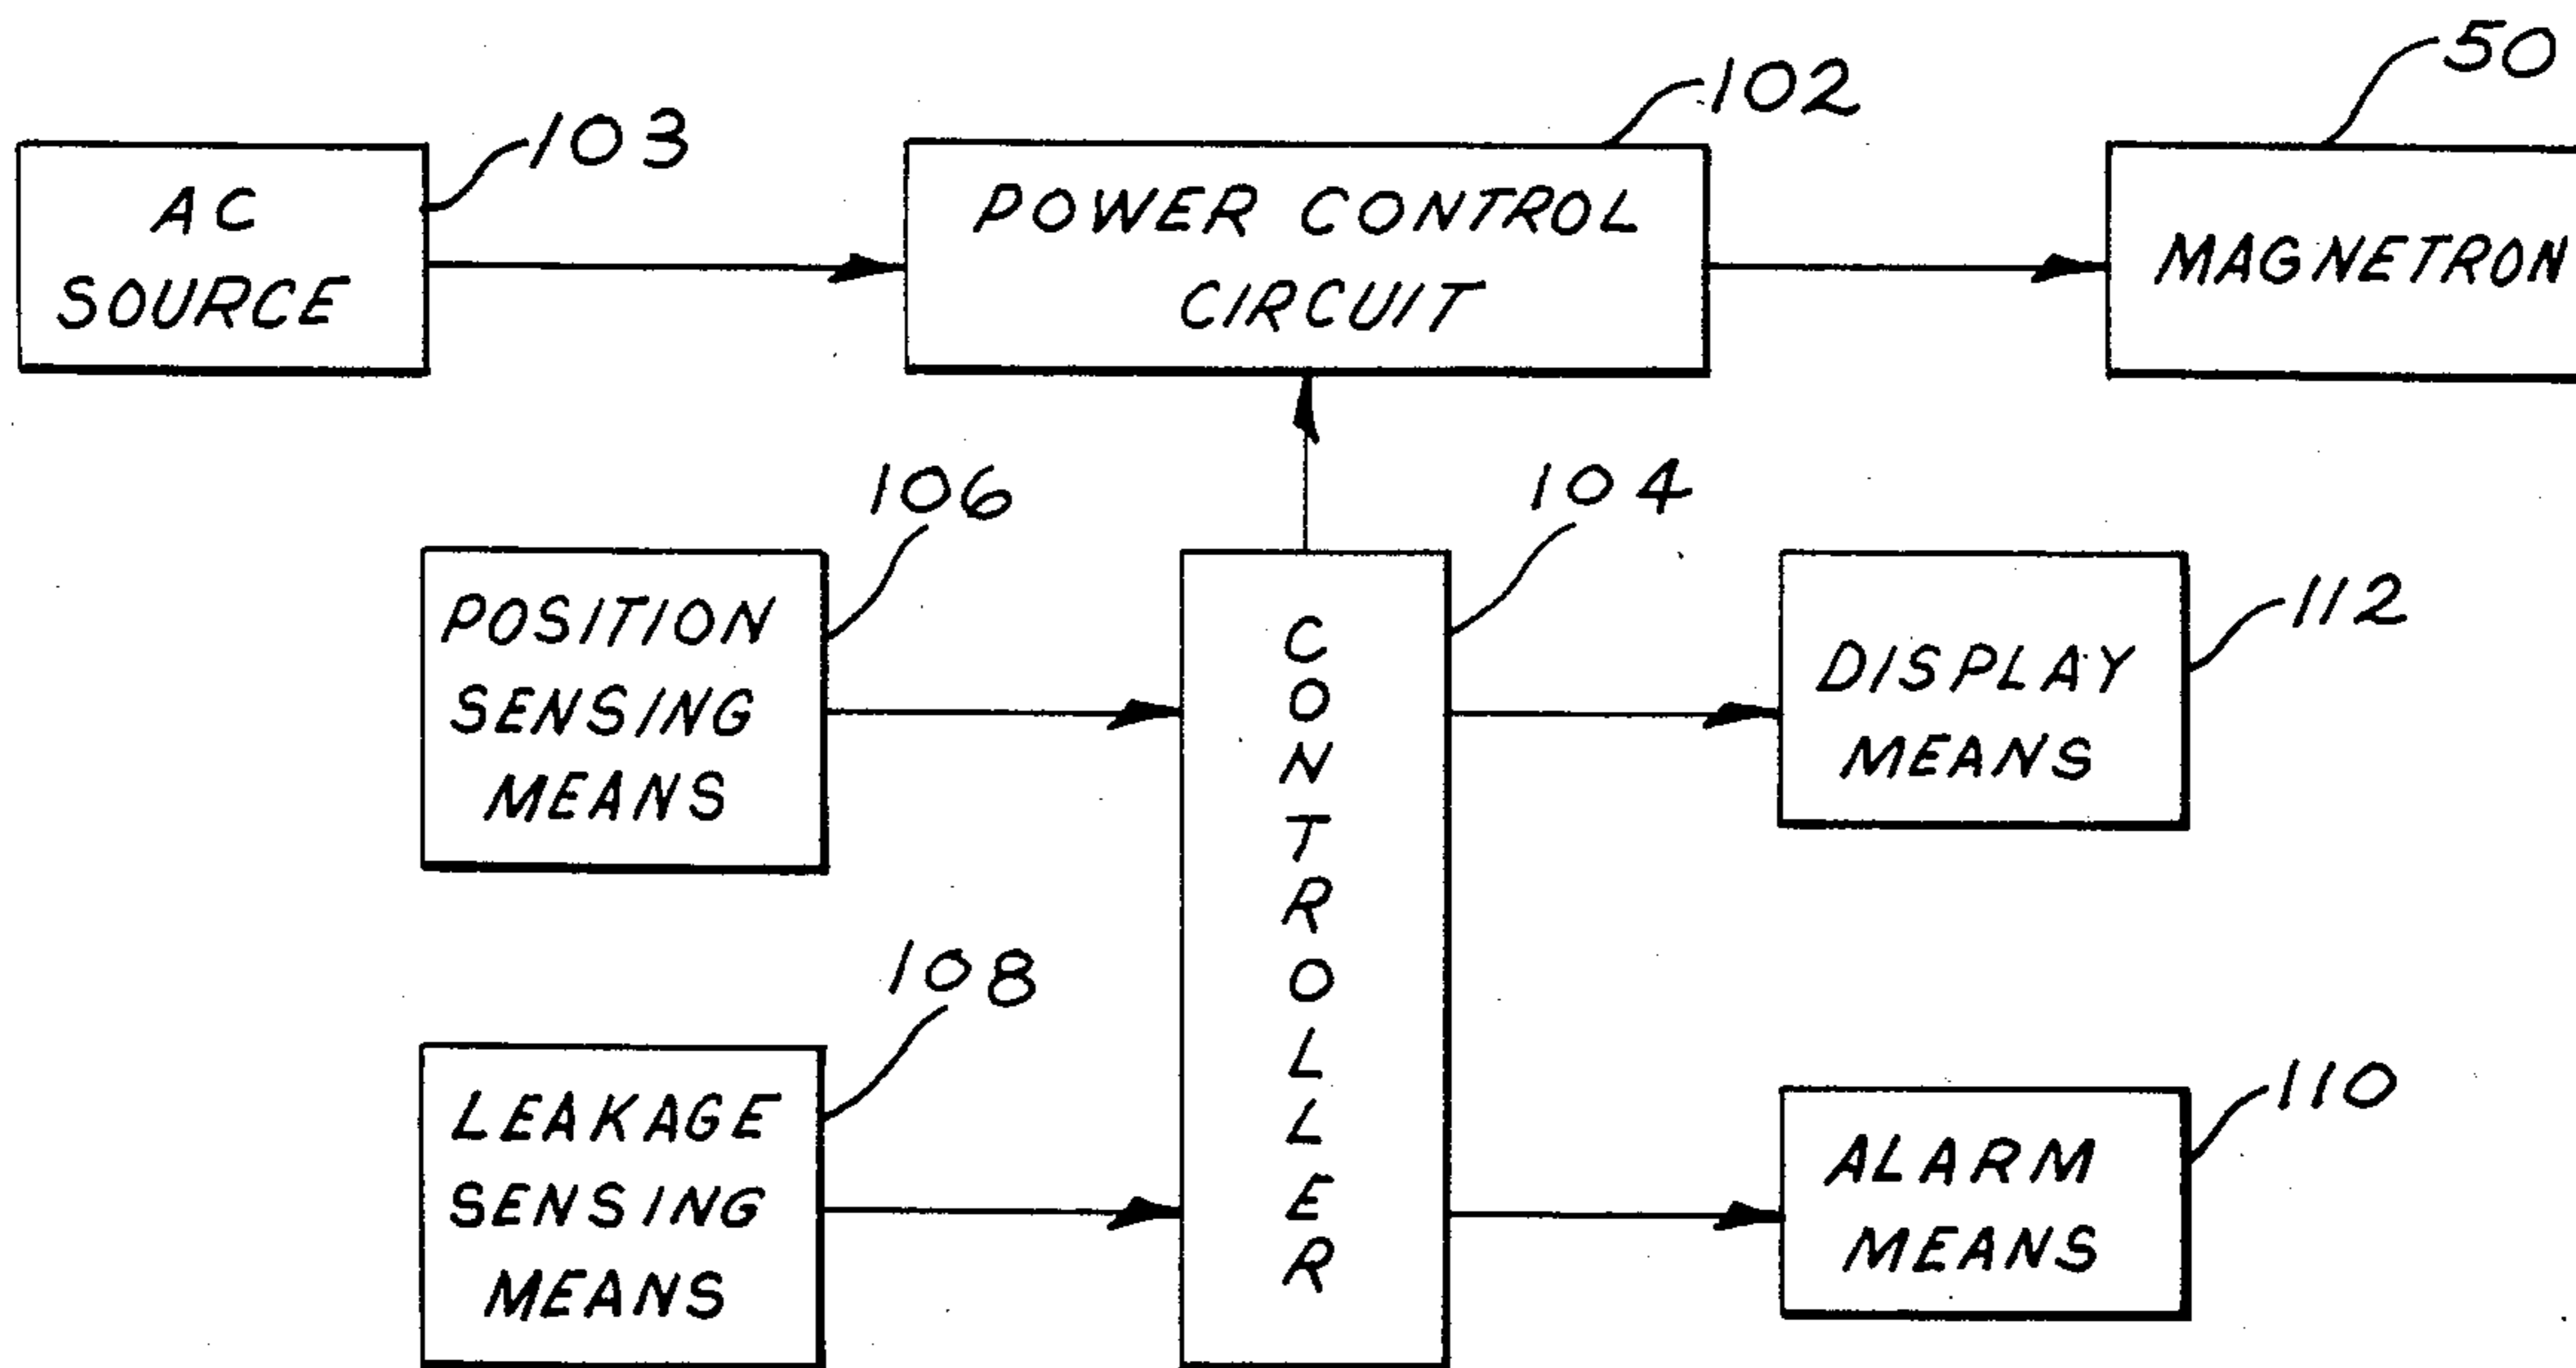 50
102
103
AC
SOURCE
POWER CONTROL
CIRCUIT
MAGNETRON
106
104
POSITION
SENSING
MEANS
CONTROLLER
112
DISPLAY
MEANS
108
LEAKAGE
SENSING
MEANS
110
ALARM
MEANS